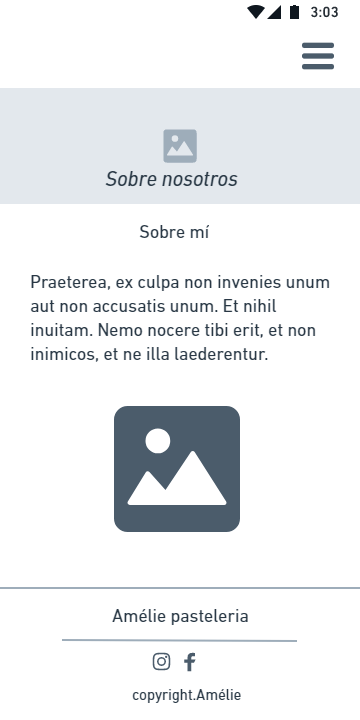 3:03
Sobre nosotros
Sobre mí
Praeterea, ex culpa non invenies unum
aut non accusatis unum. Et nihil
inuitam. Nemo nocere tibi erit, et non
inimicos, et ne illa laederentur.
Amélie pasteleria
copyright.Amélie